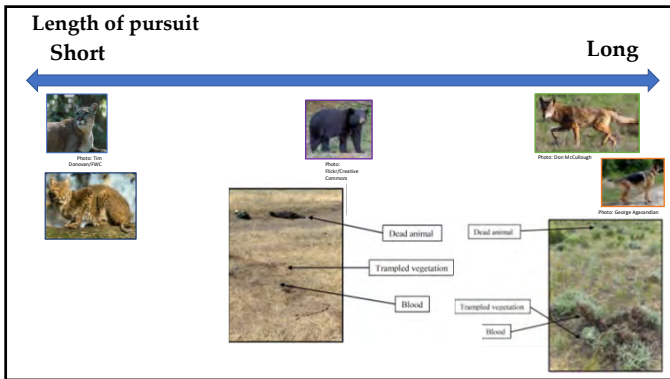 Length of pursuit
Short
Long
Photo: Tim
Donovan/FWC
Photo:
Flickr/Creative
Commons
Photo: Don McCullough
Photo: George Agasandian
Dead animal
Trampled vegetation
Blood
Dead animal
Trampled vegetation
Blood